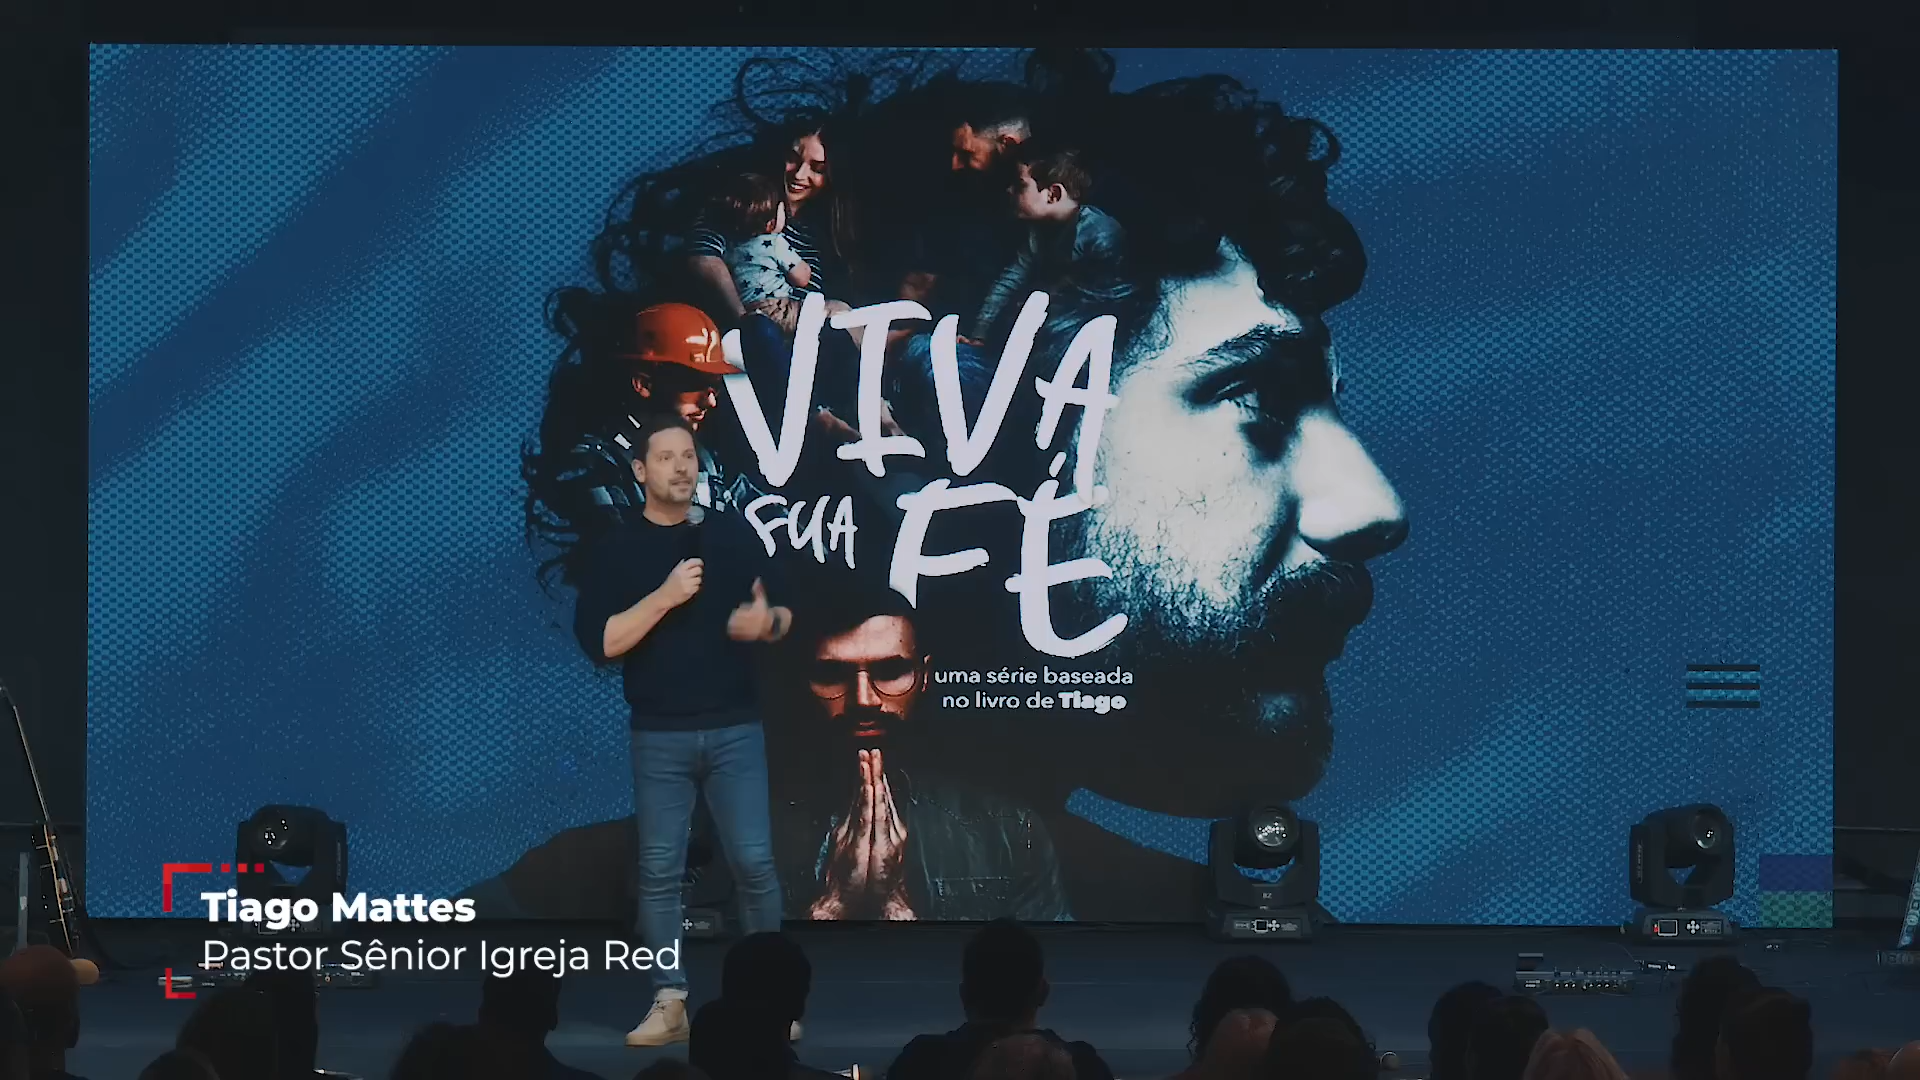 VIVA
SUA FÉ
uma série baseada
no livro de Tiago
Tiago Mattes
Pastor Sênior Igreja Red